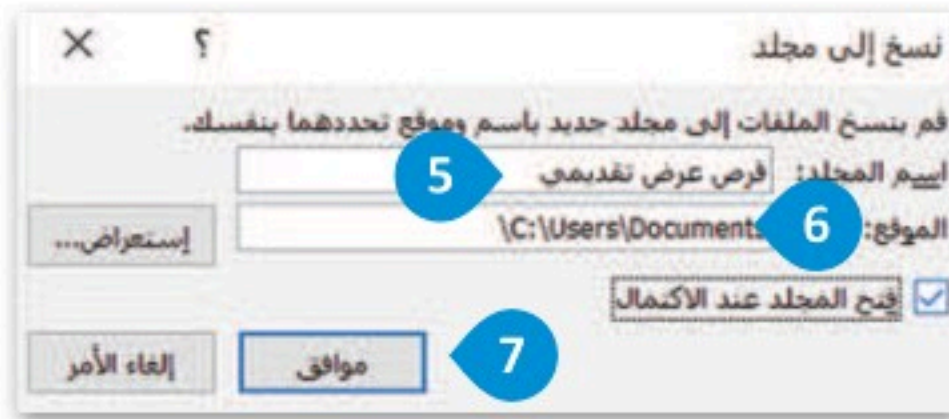 نسخ إلى مجلد ؟ ×
قم بنسخ الملفات إلى مجلد جديد باسم وموقع تحددهما بنفسك.
اسم المجلد: قرص عرض تقديمي 5
الموقع: 6 C:\Users\Documents\ إستعراض...
فتح المجلد عند الاكتمال
7 موافق إلغاء الأمر